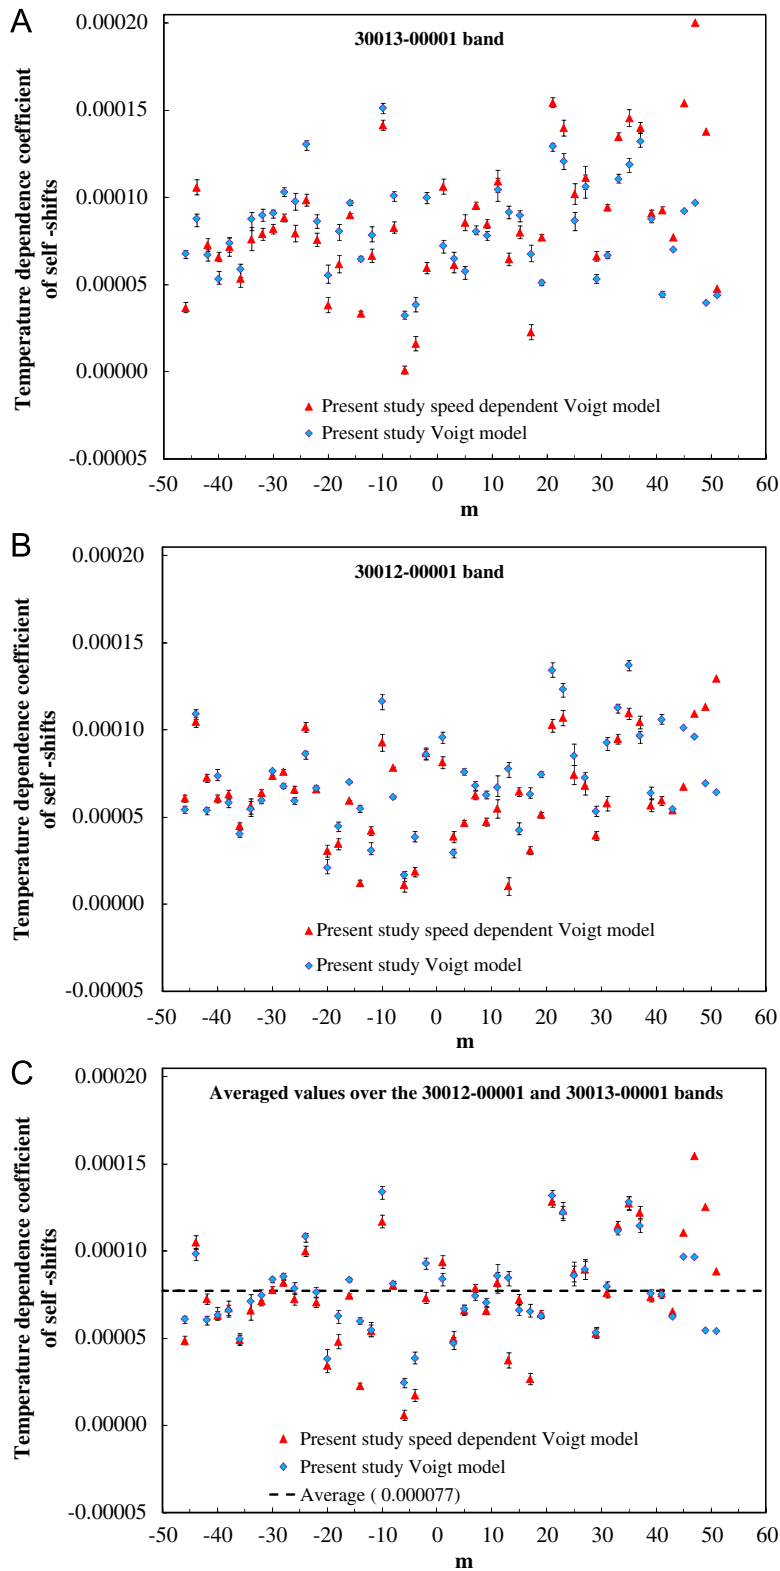 A
Temperature dependence coefficient
of self -shifts
0.00020
0.00015
0.00010
0.00005
0.00000
-0.00005
30013-00001 band
Present study speed dependent Voigt model
Present study Voigt model
-50 -40 -30 -20 -10 0 10 20 30 40 50 60
m
B
Temperature dependence coefficient
of self -shifts
0.00020
0.00015
0.00010
0.00005
0.00000
-0.00005
30012-00001 band
Present study speed dependent Voigt model
Present study Voigt model
-50 -40 -30 -20 -10 0 10 20 30 40 50 60
m
C
Temperature dependence coefficient
of self -shifts
0.00020
0.00015
0.00010
0.00005
0.00000
-0.00005
Averaged values over the 30012-00001 and 30013-00001 bands
Present study speed dependent Voigt model
Present study Voigt model
Average ( 0.000077)
-50 -40 -30 -20 -10 0 10 20 30 40 50 60
m